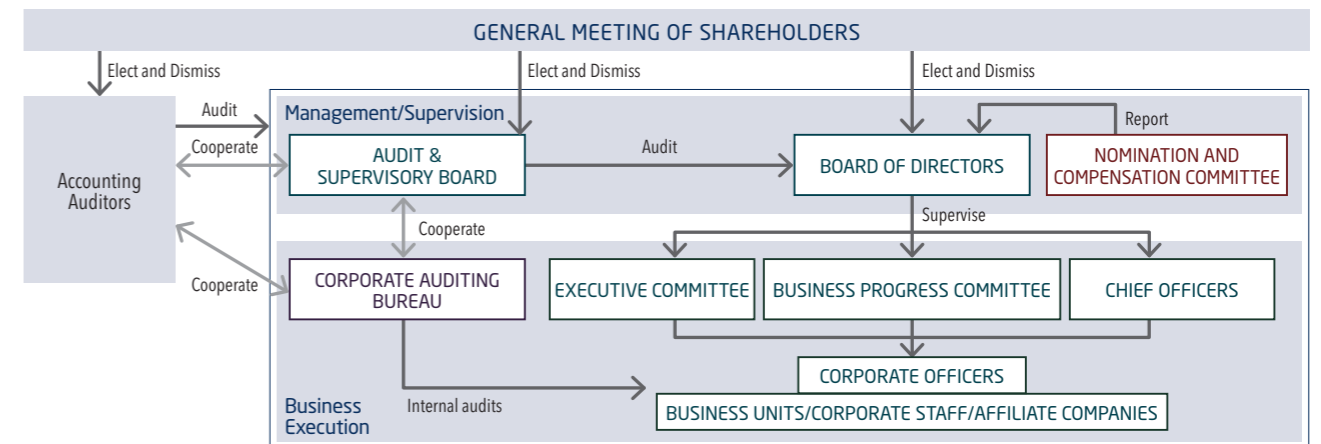 GENERAL MEETING OF SHAREHOLDERS
Elect and Dismiss
Elect and Dismiss
Elect and Dismiss
Accounting
Auditors
Audit
Cooperate
Cooperate
Management/Supervision
AUDIT &
SUPERVISORY BOARD
Audit
BOARD OF DIRECTORS
Report
NOMINATION AND
COMPENSATION COMMITTEE
Cooperate
Supervise
CORPORATE AUDITING
BUREAU
EXECUTIVE COMMITTEE
BUSINESS PROGRESS COMMITTEE
CHIEF OFFICERS
CORPORATE OFFICERS
BUSINESS UNITS/CORPORATE STAFF/AFFILIATE COMPANIES
Internal audits
Business
Execution